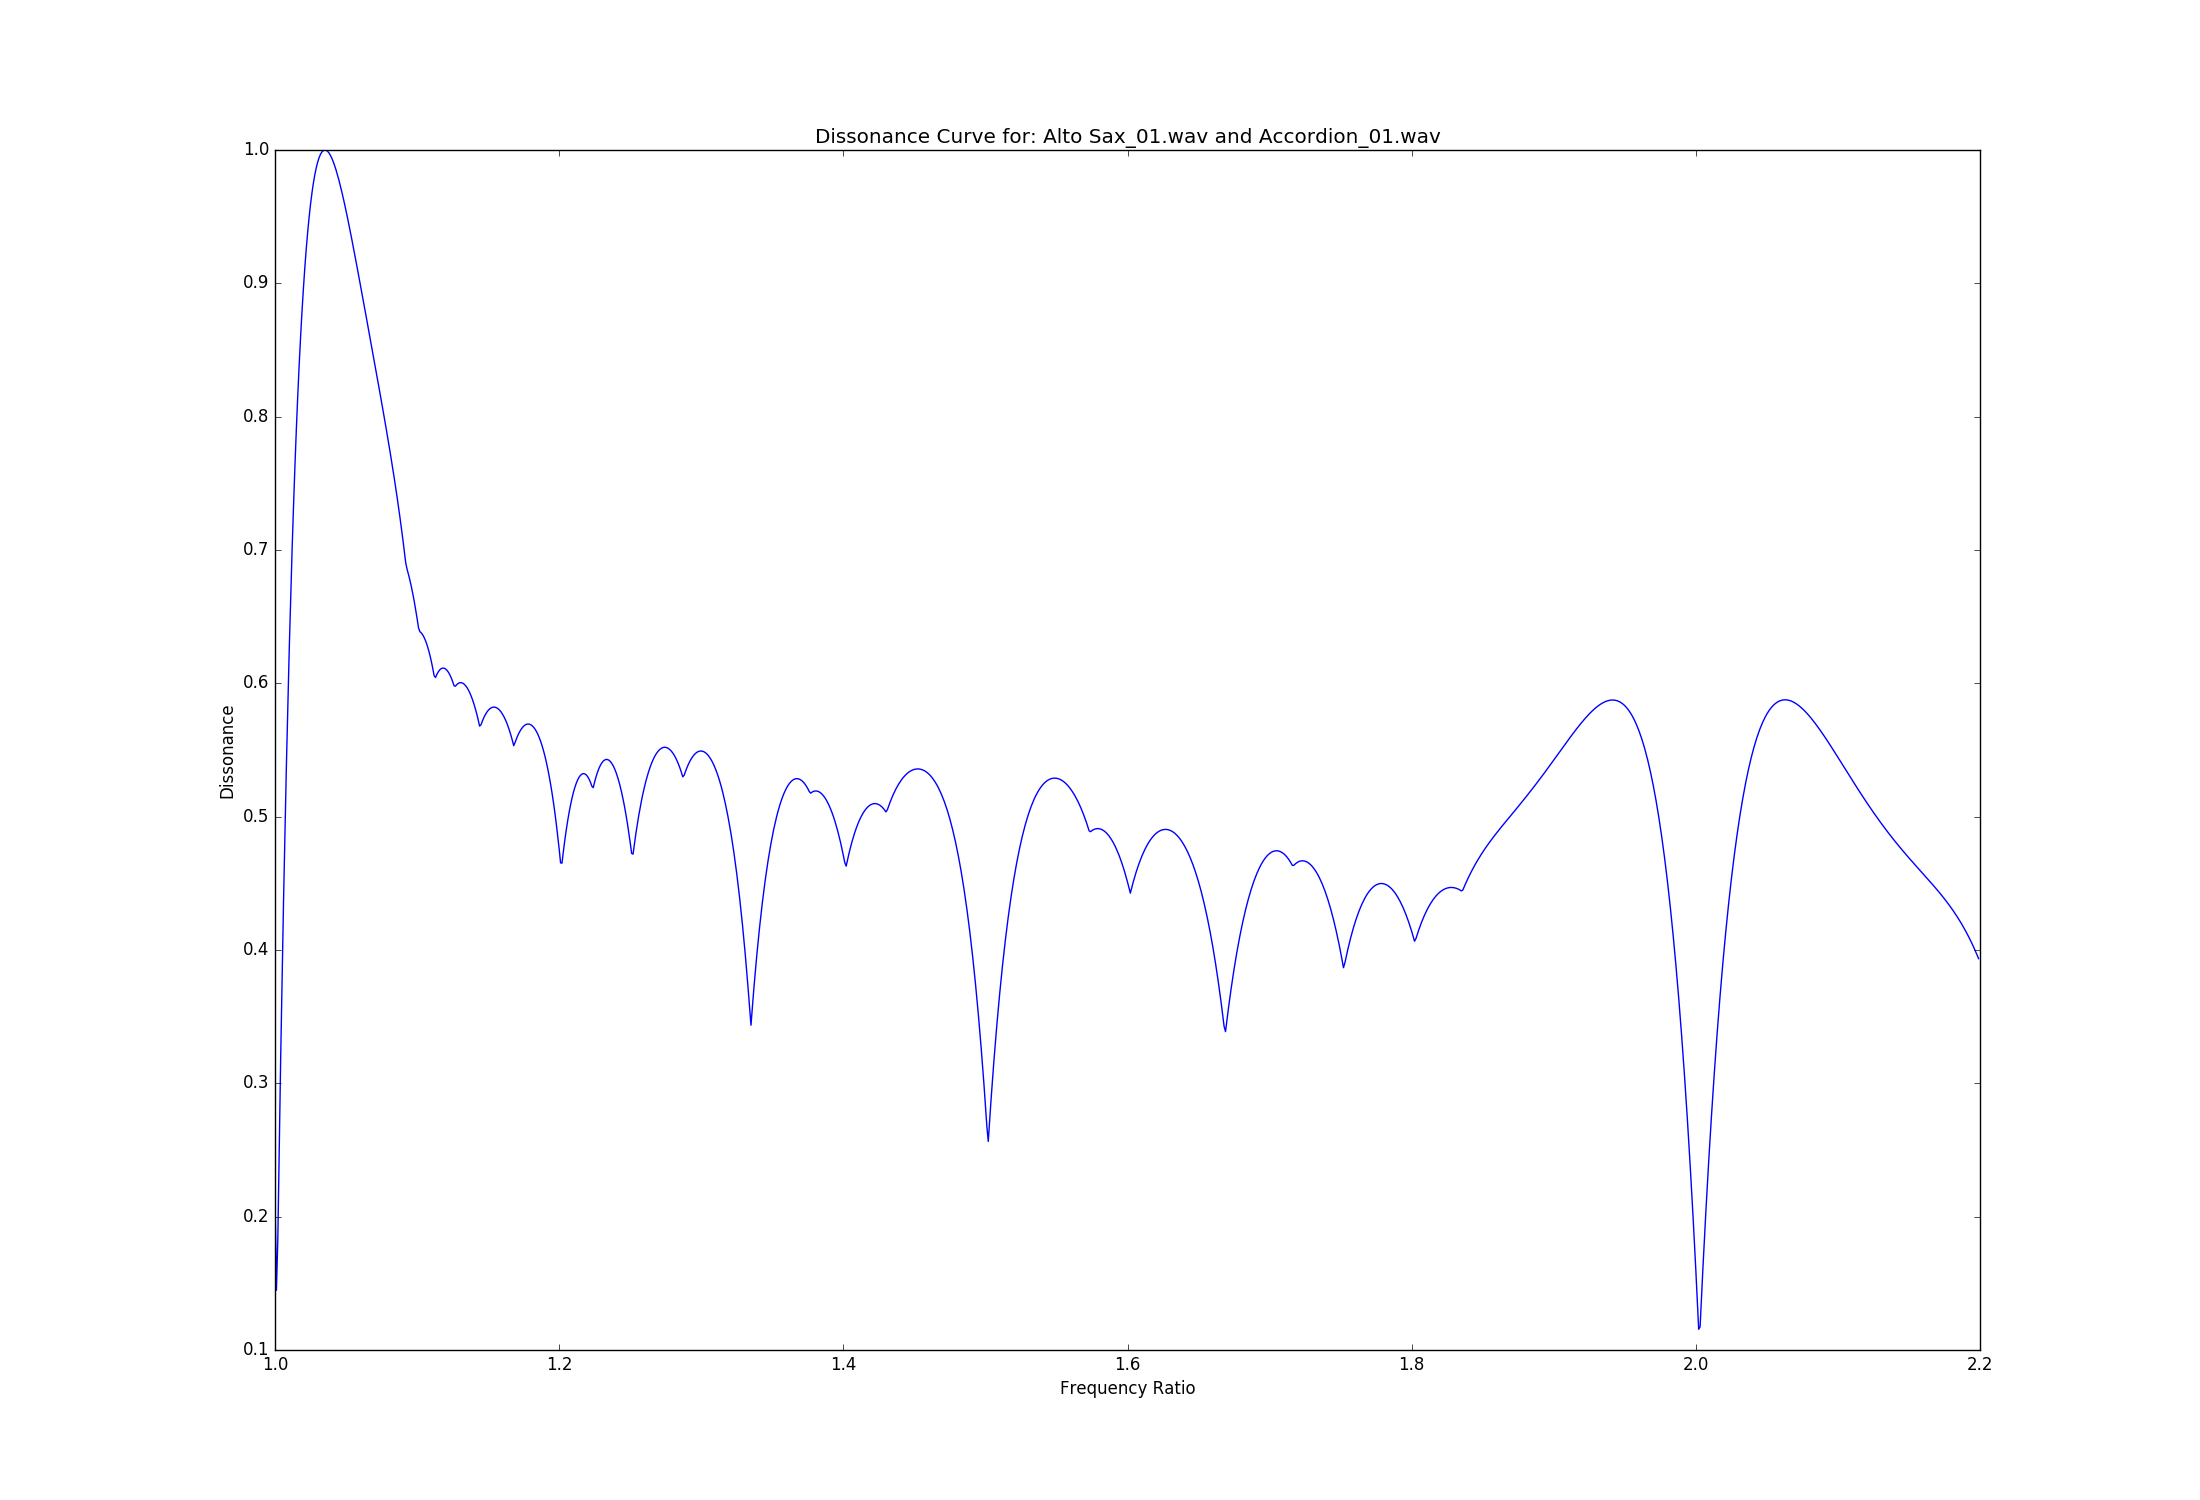 Dissonance Curve for: Alto Sax_01.wav and Accordion_01.wav
1.0
0.9
0.8
0.7
0.6
0.5
0.4
0.3
0.2
0.1
Dissonance
1.0 1.2 1.4 1.6 1.8 2.0 2.2
Frequency Ratio